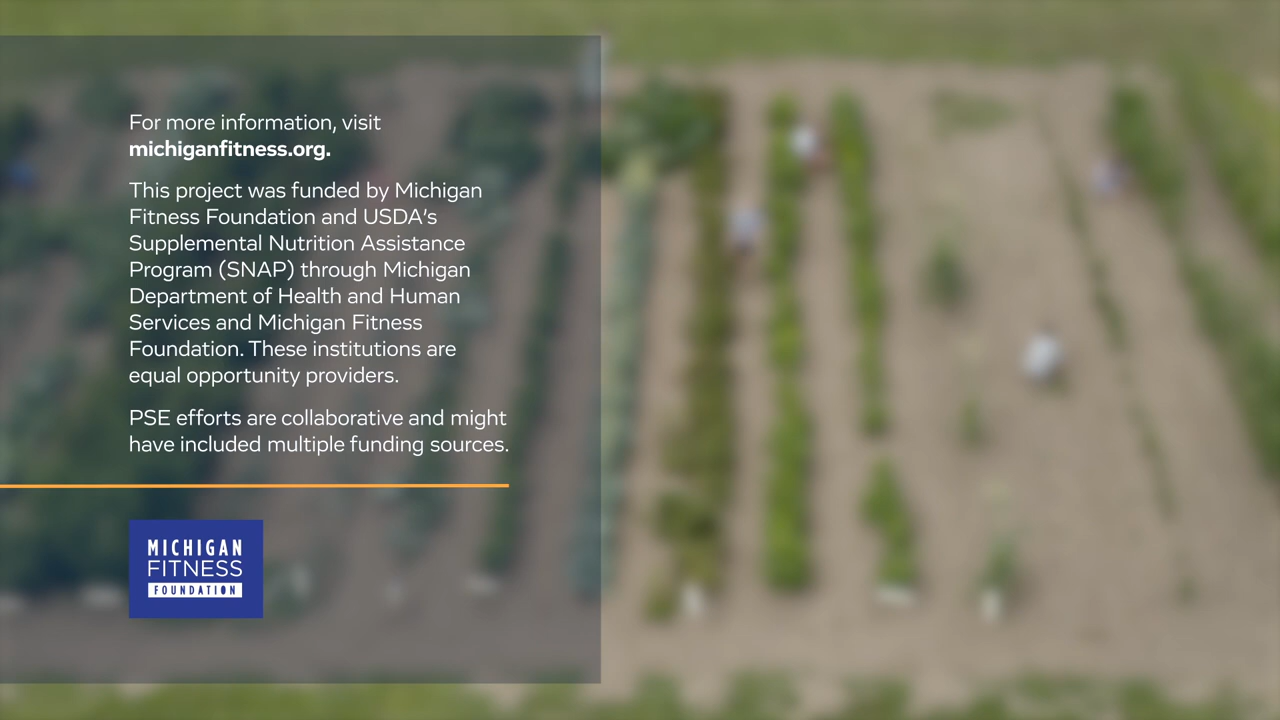 For more information, visit
michiganfitness.org.
This project was funded by Michigan
Fitness Foundation and USDA's
Supplemental Nutrition Assistance
Program (SNAP) through Michigan
Department of Health and Human
Services and Michigan Fitness
Foundation. These institutions are
equal opportunity providers.
PSE efforts are collaborative and might
have included multiple funding sources.
MICHIGAN
FITNESS
FOUNDATION